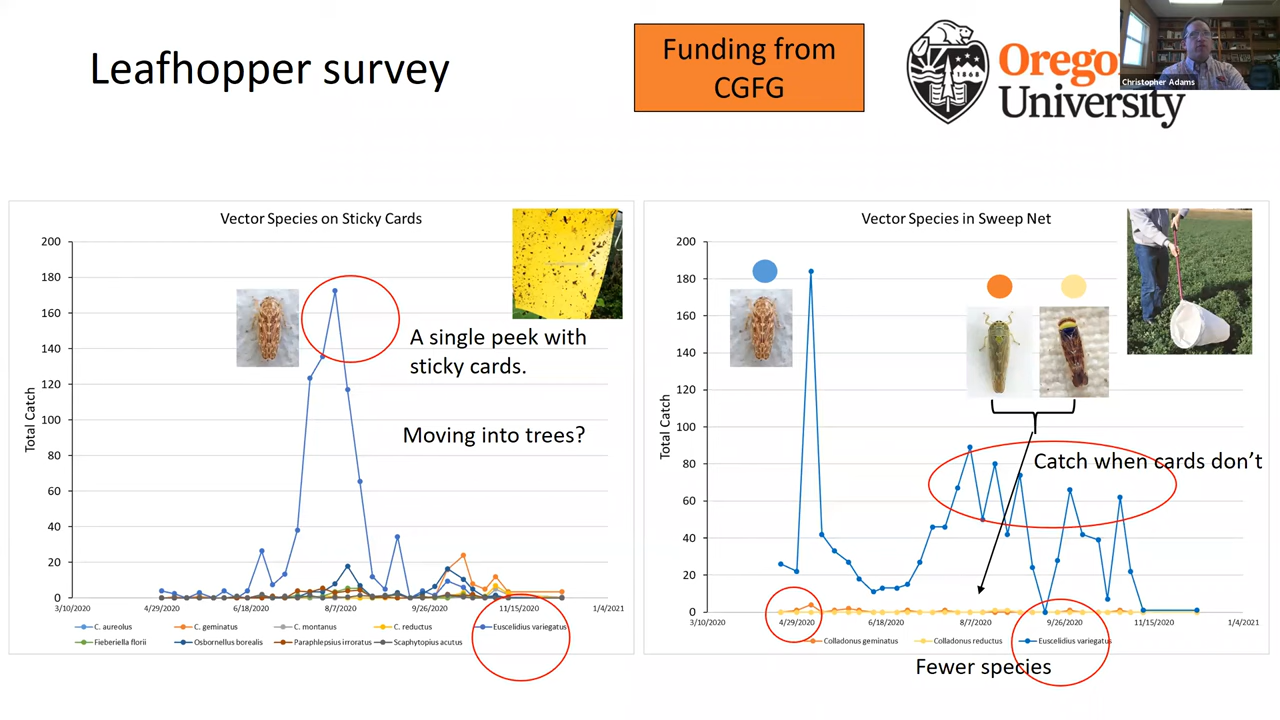 Leafhopper survey
Funding from
CGFG
Orego
University
1868
Christopher Adams
Vector Species on Sticky Cards
Total Catch
200
180
160
140
120
100
80
60
40
20
0
3/10/2020 4/29/2020 6/18/2020 8/7/2020 9/26/2020 11/15/2020 1/4/2021
A single peek with
sticky cards.
Moving into trees?
C. aureolus C. geminatus C. montanus C. reductus Euscelidius variegatus
Fieberiella florii Osbornellus borealis Paraphlepsius irroratus Scaphytopius acutus
Vector Species in Sweep Net
Total Catch
200
180
160
140
120
100
80
60
40
20
0
3/10/2020 4/29/2020 6/18/2020 8/7/2020 9/26/2020 11/15/2020 1/4/2021
Catch when cards don’t
Colladonus geminatus Colladonus reductus Euscelidius variegatus
Fewer species